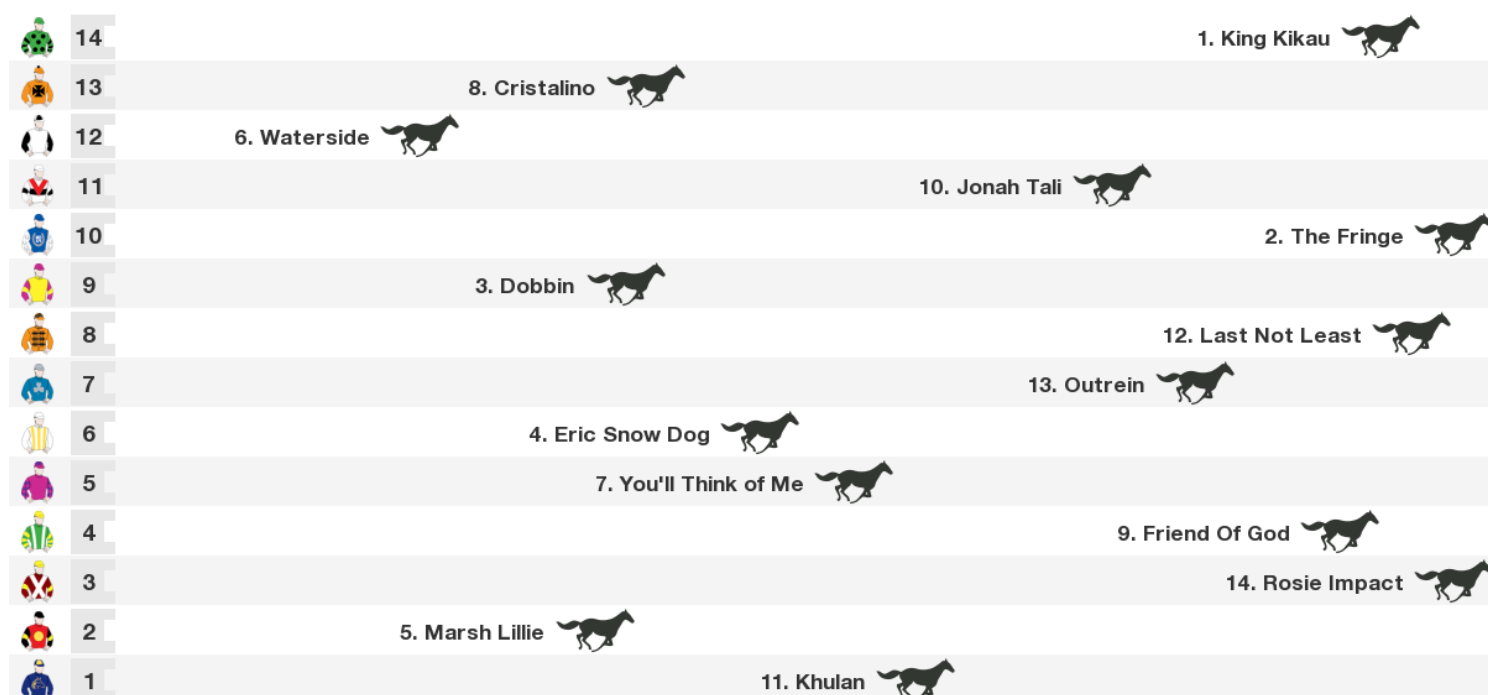 14 1. King Kikau
13 8. Cristalino
12 6. Waterside
11 10. Jonah Tali
10 2. The Fringe
9 3. Dobbin
8 12. Last Not Least
7 13. Outrein
6 4. Eric Snow Dog
5 7. You'll Think of Me
4 9. Friend Of God
3 14. Rosie Impact
2 5. Marsh Lillie
1 11. Khulan